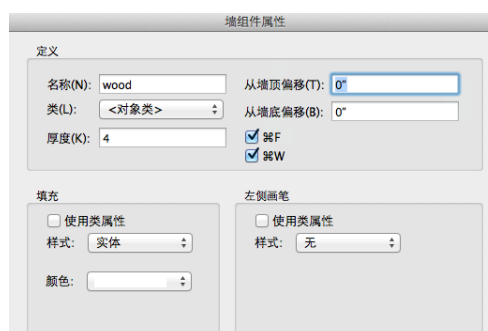 墙组件属性
定义
名称(N): wood 从墙顶偏移(T): 0"
类(L): <对象类> 从墙底偏移(B): 0"
厚度(K): 4 ⌘F
⌘W
填充 左侧画笔
使用类属性 使用类属性
样式: 实体 样式: 无
颜色: